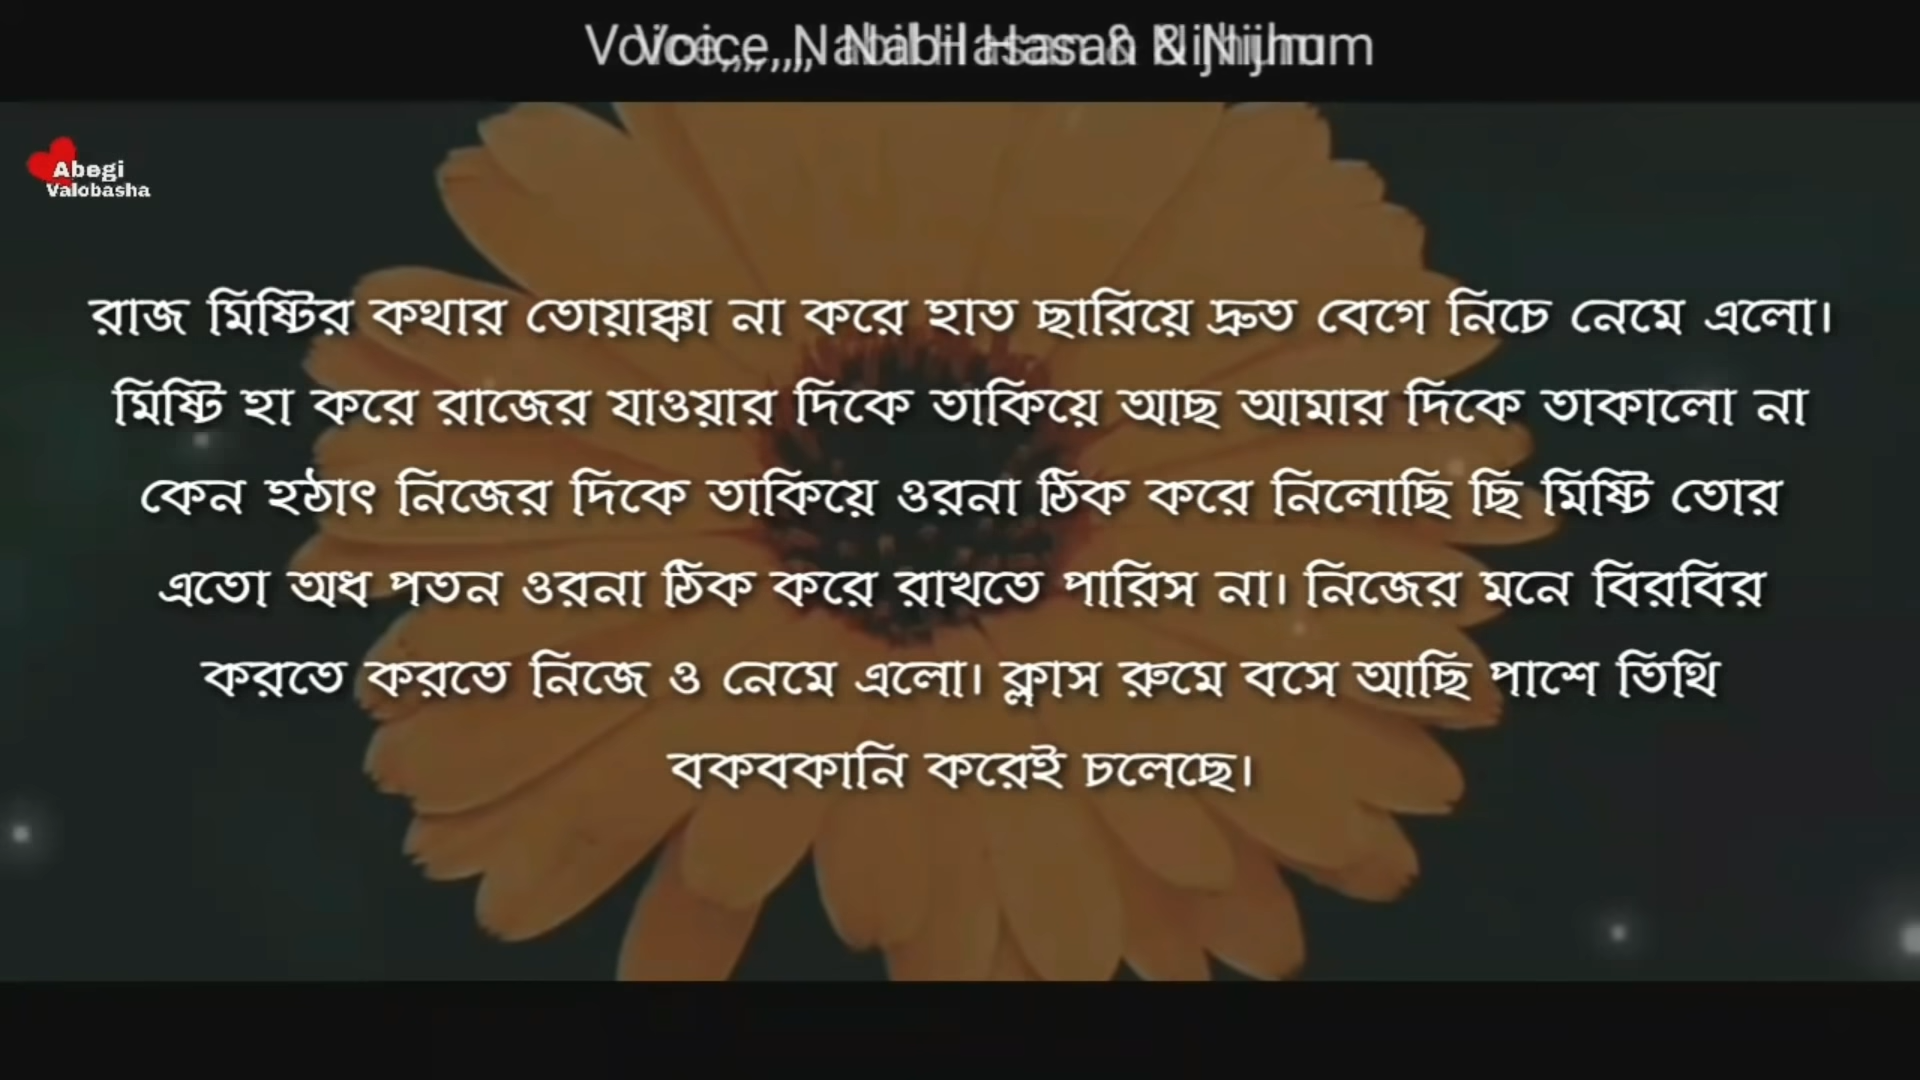 Voice,,,,, Nabil Hasan & Nijhum
Abegi
Valobasha
রাজ মিষ্টির কথার তোয়াক্কা না করে হাত ছারিয়ে দ্রুত বেগে নিচে নেমে এলো।
মিষ্টি হা করে রাজের যাওয়ার দিকে তাকিয়ে আছ আমার দিকে তাকালো না
কেন হঠাৎ নিজের দিকে তাকিয়ে ওরনা ঠিক করে নিলোছি ছি মিষ্টি তোর
এতো অধ পতন ওরনা ঠিক করে রাখতে পারিস না। নিজের মনে বিরবির
করতে করতে নিজে ও নেমে এলো। ক্লাস রুমে বসে আছি পাশে তিথি
বকবকানি করেই চলেছে।